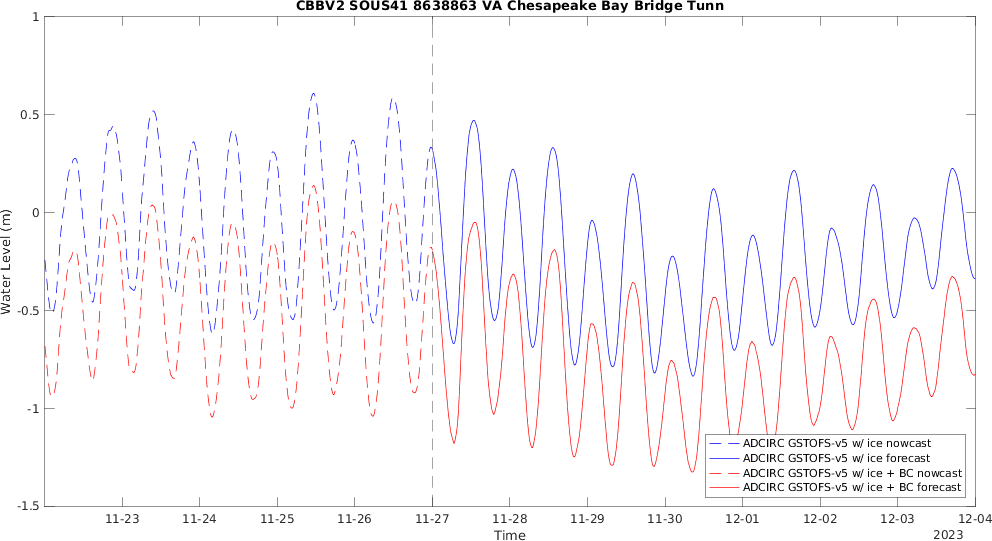 CBBV2 SOUS41 8638863 VA Chesapeake Bay Bridge Tunn
1
0.5
0
-0.5
-1
-1.5
Water Level (m)
ADCIRC GSTOFS-v5 w/ ice nowcast
ADCIRC GSTOFS-v5 w/ ice forecast
ADCIRC GSTOFS-v5 w/ ice + BC nowcast
ADCIRC GSTOFS-v5 w/ ice + BC forecast
11-23 11-24 11-25 11-26 11-27 11-28 11-29 11-30 12-01 12-02 12-03 12-04
Time
2023